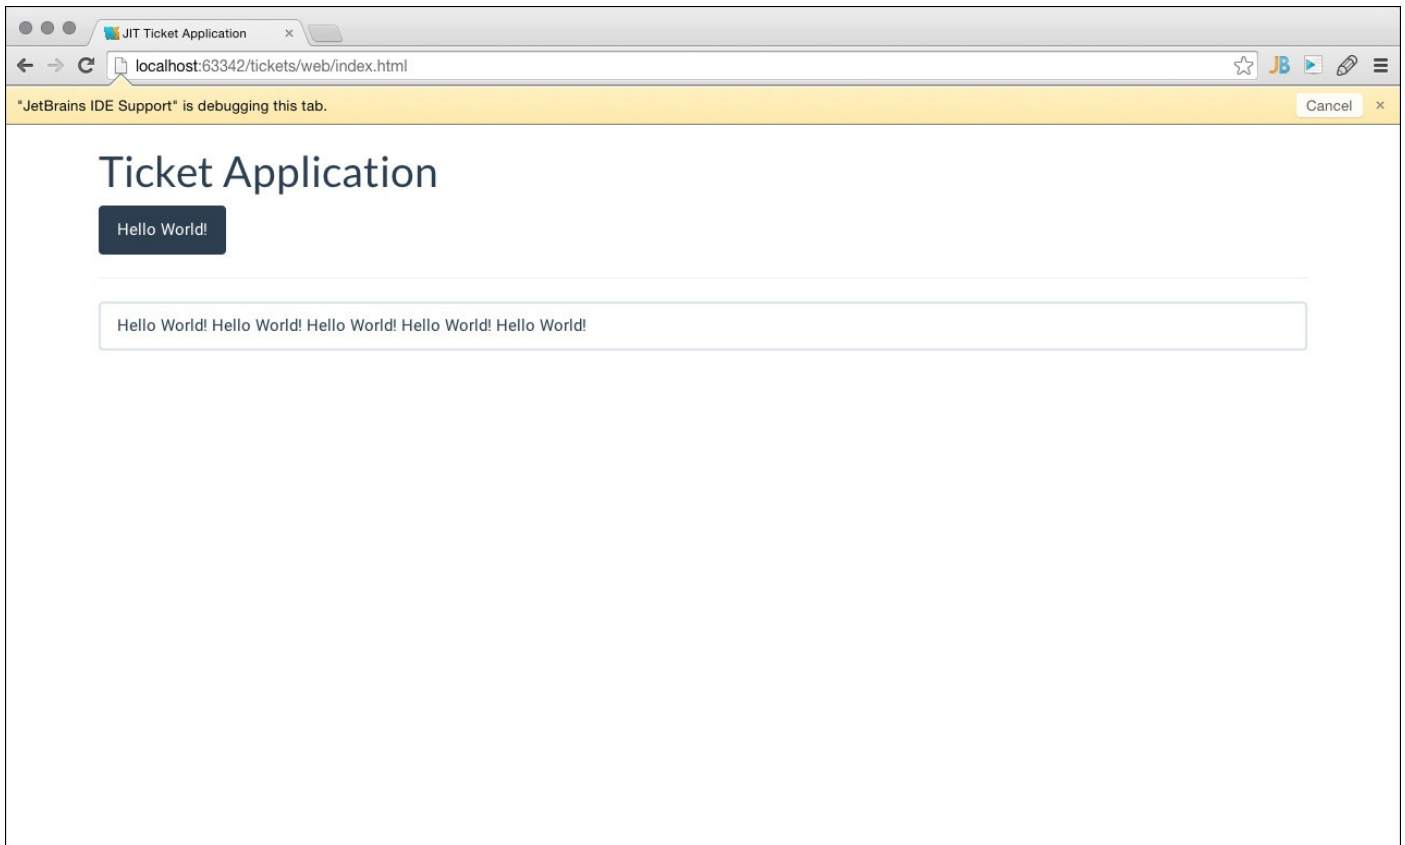 JIT Ticket Application
localhost:63342/tickets/web/index.html
JB
"JetBrains IDE Support" is debugging this tab. Cancel
Ticket Application
Hello World!
Hello World! Hello World! Hello World! Hello World! Hello World!